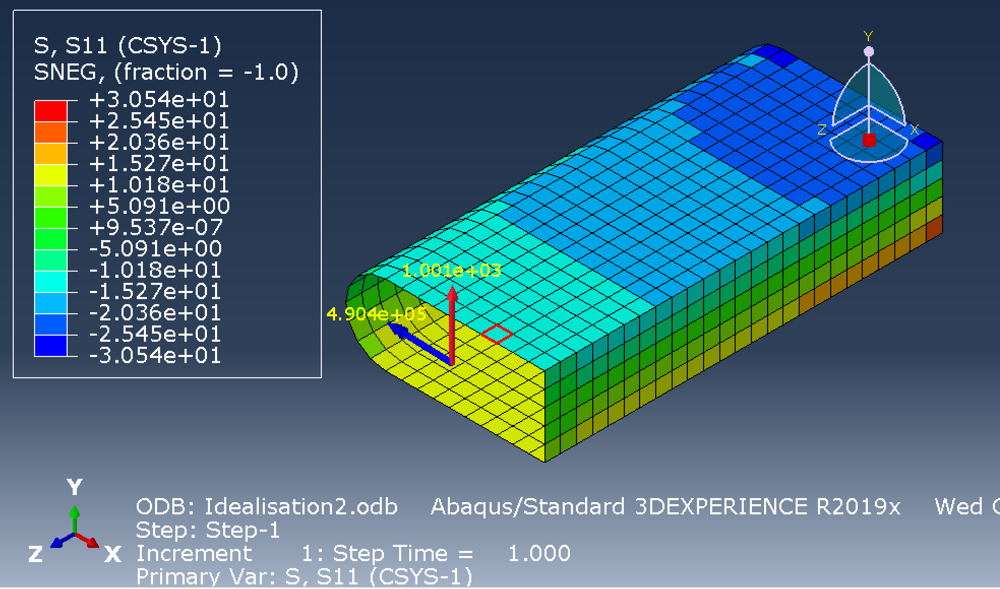 S, S11 (CSYS-1)
SNEG, (fraction = -1.0)
+3.054e+01
+2.545e+01
+2.036e+01
+1.527e+01
+1.018e+01
+5.091e+00
+9.537e-07
-5.091e+00
-1.018e+01
-1.527e+01
-2.036e+01
-2.545e+01
-3.054e+01
Y
Z X
1.001e+03
4.904e+05
Y
Z X
ODB: Idealisation2.odb Abaqus/Standard 3DEXPERIENCE R2019x Wed
Step: Step-1
Increment 1: Step Time = 1.000
Primary Var: S, S11 (CSYS-1)